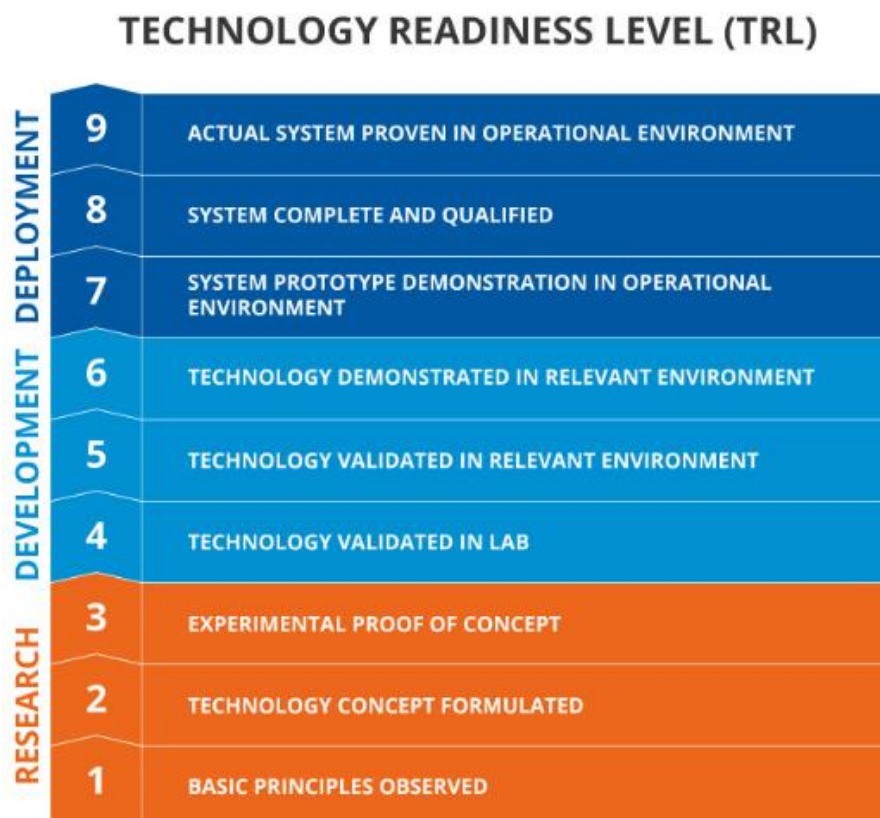 TECHNOLOGY READINESS LEVEL (TRL)
DEPLOYMENT
9
ACTUAL SYSTEM PROVEN IN OPERATIONAL ENVIRONMENT
8
SYSTEM COMPLETE AND QUALIFIED
7
SYSTEM PROTOTYPE DEMONSTRATION IN OPERATIONAL
ENVIRONMENT
DEVELOPMENT
6
TECHNOLOGY DEMONSTRATED IN RELEVANT ENVIRONMENT
5
TECHNOLOGY VALIDATED IN RELEVANT ENVIRONMENT
4
TECHNOLOGY VALIDATED IN LAB
RESEARCH
3
EXPERIMENTAL PROOF OF CONCEPT
2
TECHNOLOGY CONCEPT FORMULATED
1
BASIC PRINCIPLES OBSERVED